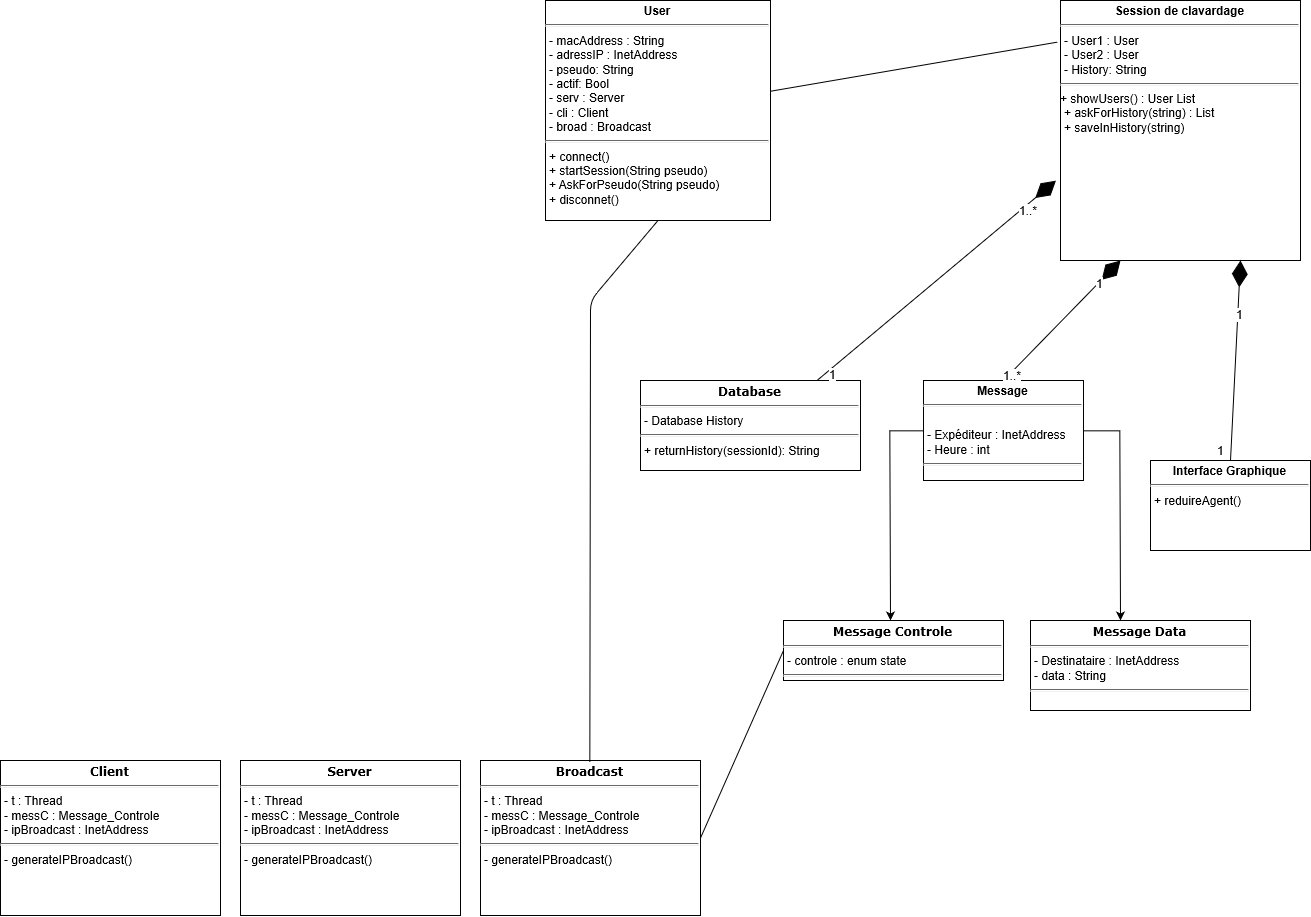 User
- macAddress : String
- adressIP : InetAddress
- pseudo: String
- actif: Bool
- serv : Server
- cli : Client
- broad : Broadcast
+ connect()
+ startSession(String pseudo)
+ AskForPseudo(String pseudo)
+ disconnet()
Session de clavardage
- User1 : User
- User2 : User
- History: String
+ showUsers() : User List
+ askForHistory(string) : List
+ saveInHistory(string)
1..*
1
1
1
1..*
1
Database
- Database History
+ returnHistory(sessionId): String
Message
- Expéditeur : InetAddress
- Heure : int
Interface Graphique
+ reduireAgent()
Message Controle
- controle : enum state
Message Data
- Destinataire : InetAddress
- data : String
Client
- t : Thread
- messC : Message_Controle
- ipBroadcast : InetAddress
- generateIPBroadcast()
Server
- t : Thread
- messC : Message_Controle
- ipBroadcast : InetAddress
- generateIPBroadcast()
Broadcast
- t : Thread
- messC : Message_Controle
- ipBroadcast : InetAddress
- generateIPBroadcast()